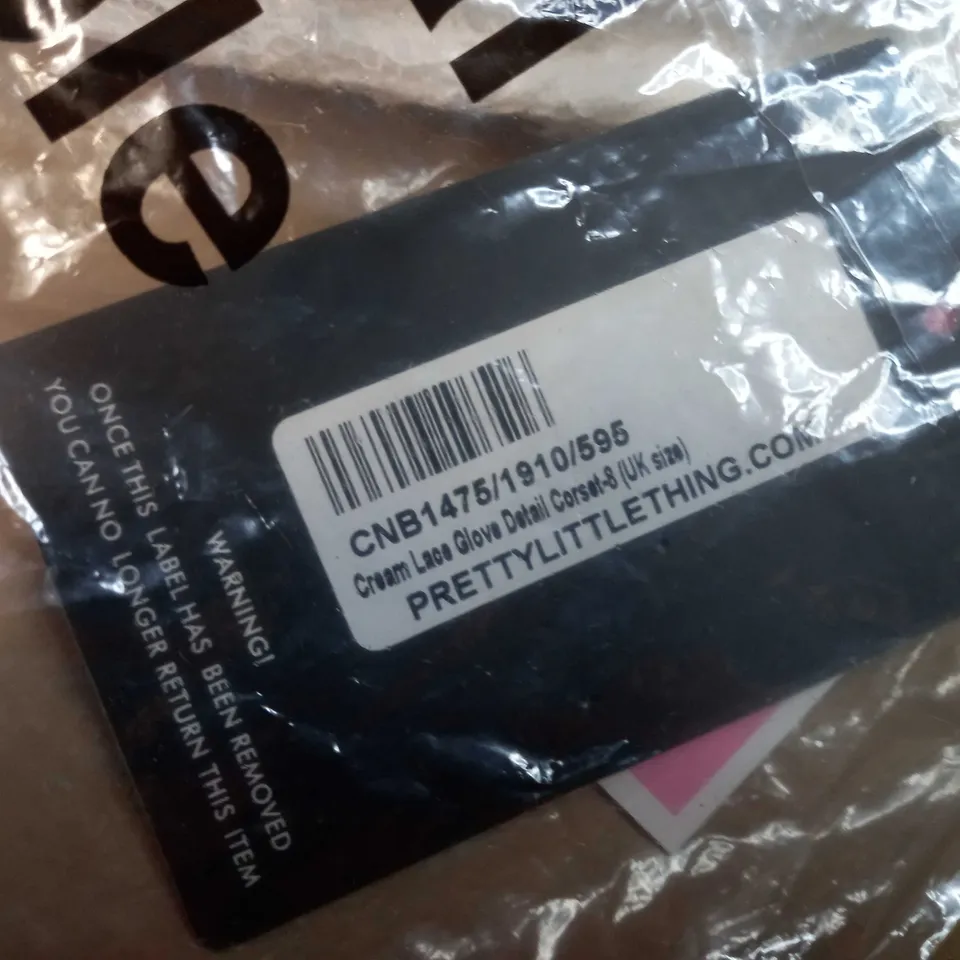 CNB1475/1910/595
Cream Lace Glove Detail Corset-8 (UK size)
PRETTYLITTLETHING.COM
WARNING!
ONCE THIS LABEL HAS BEEN REMOVED
YOU CAN NO LONGER RETURN THIS ITEM